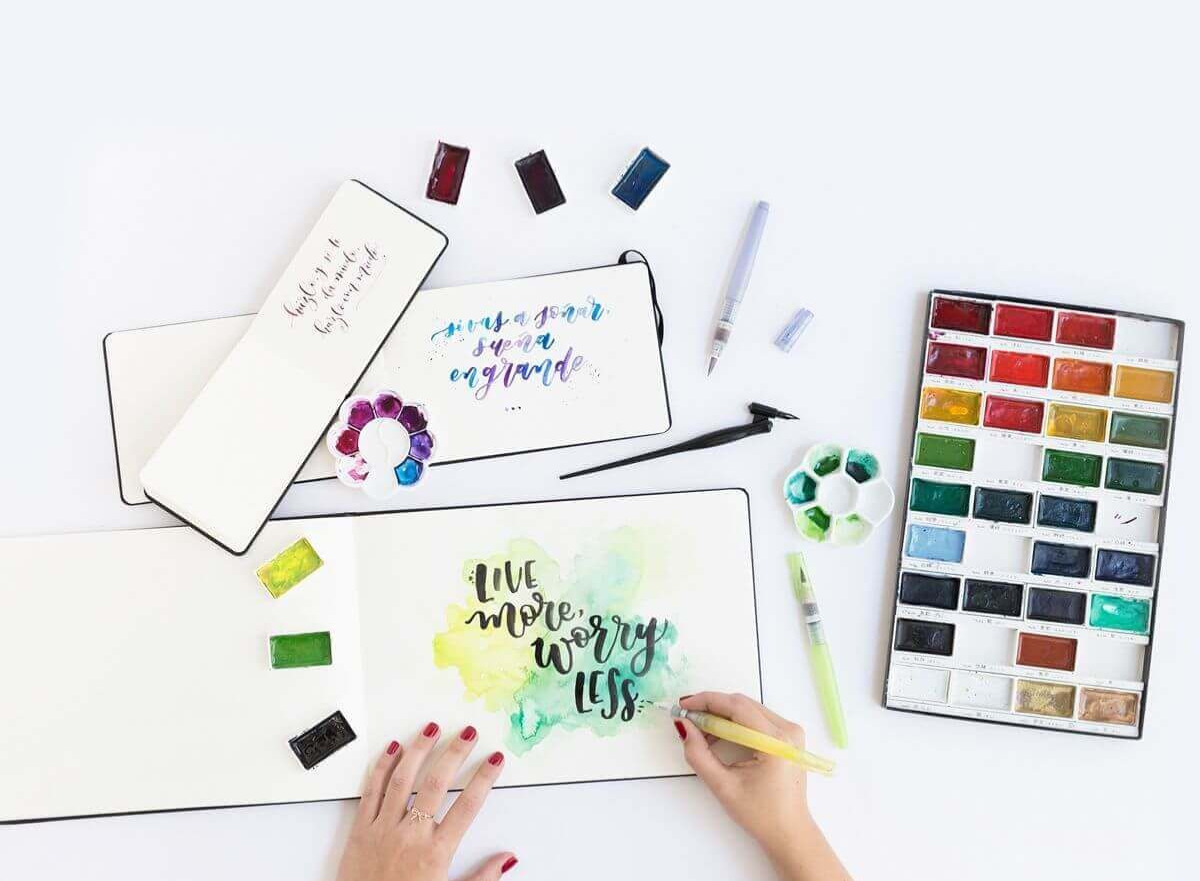 hazlo, y si te
da miedo,
hazlo con miedo.
si vas a soñar,
sueña
en grande
...
LIVE
more,
worry
LESS.